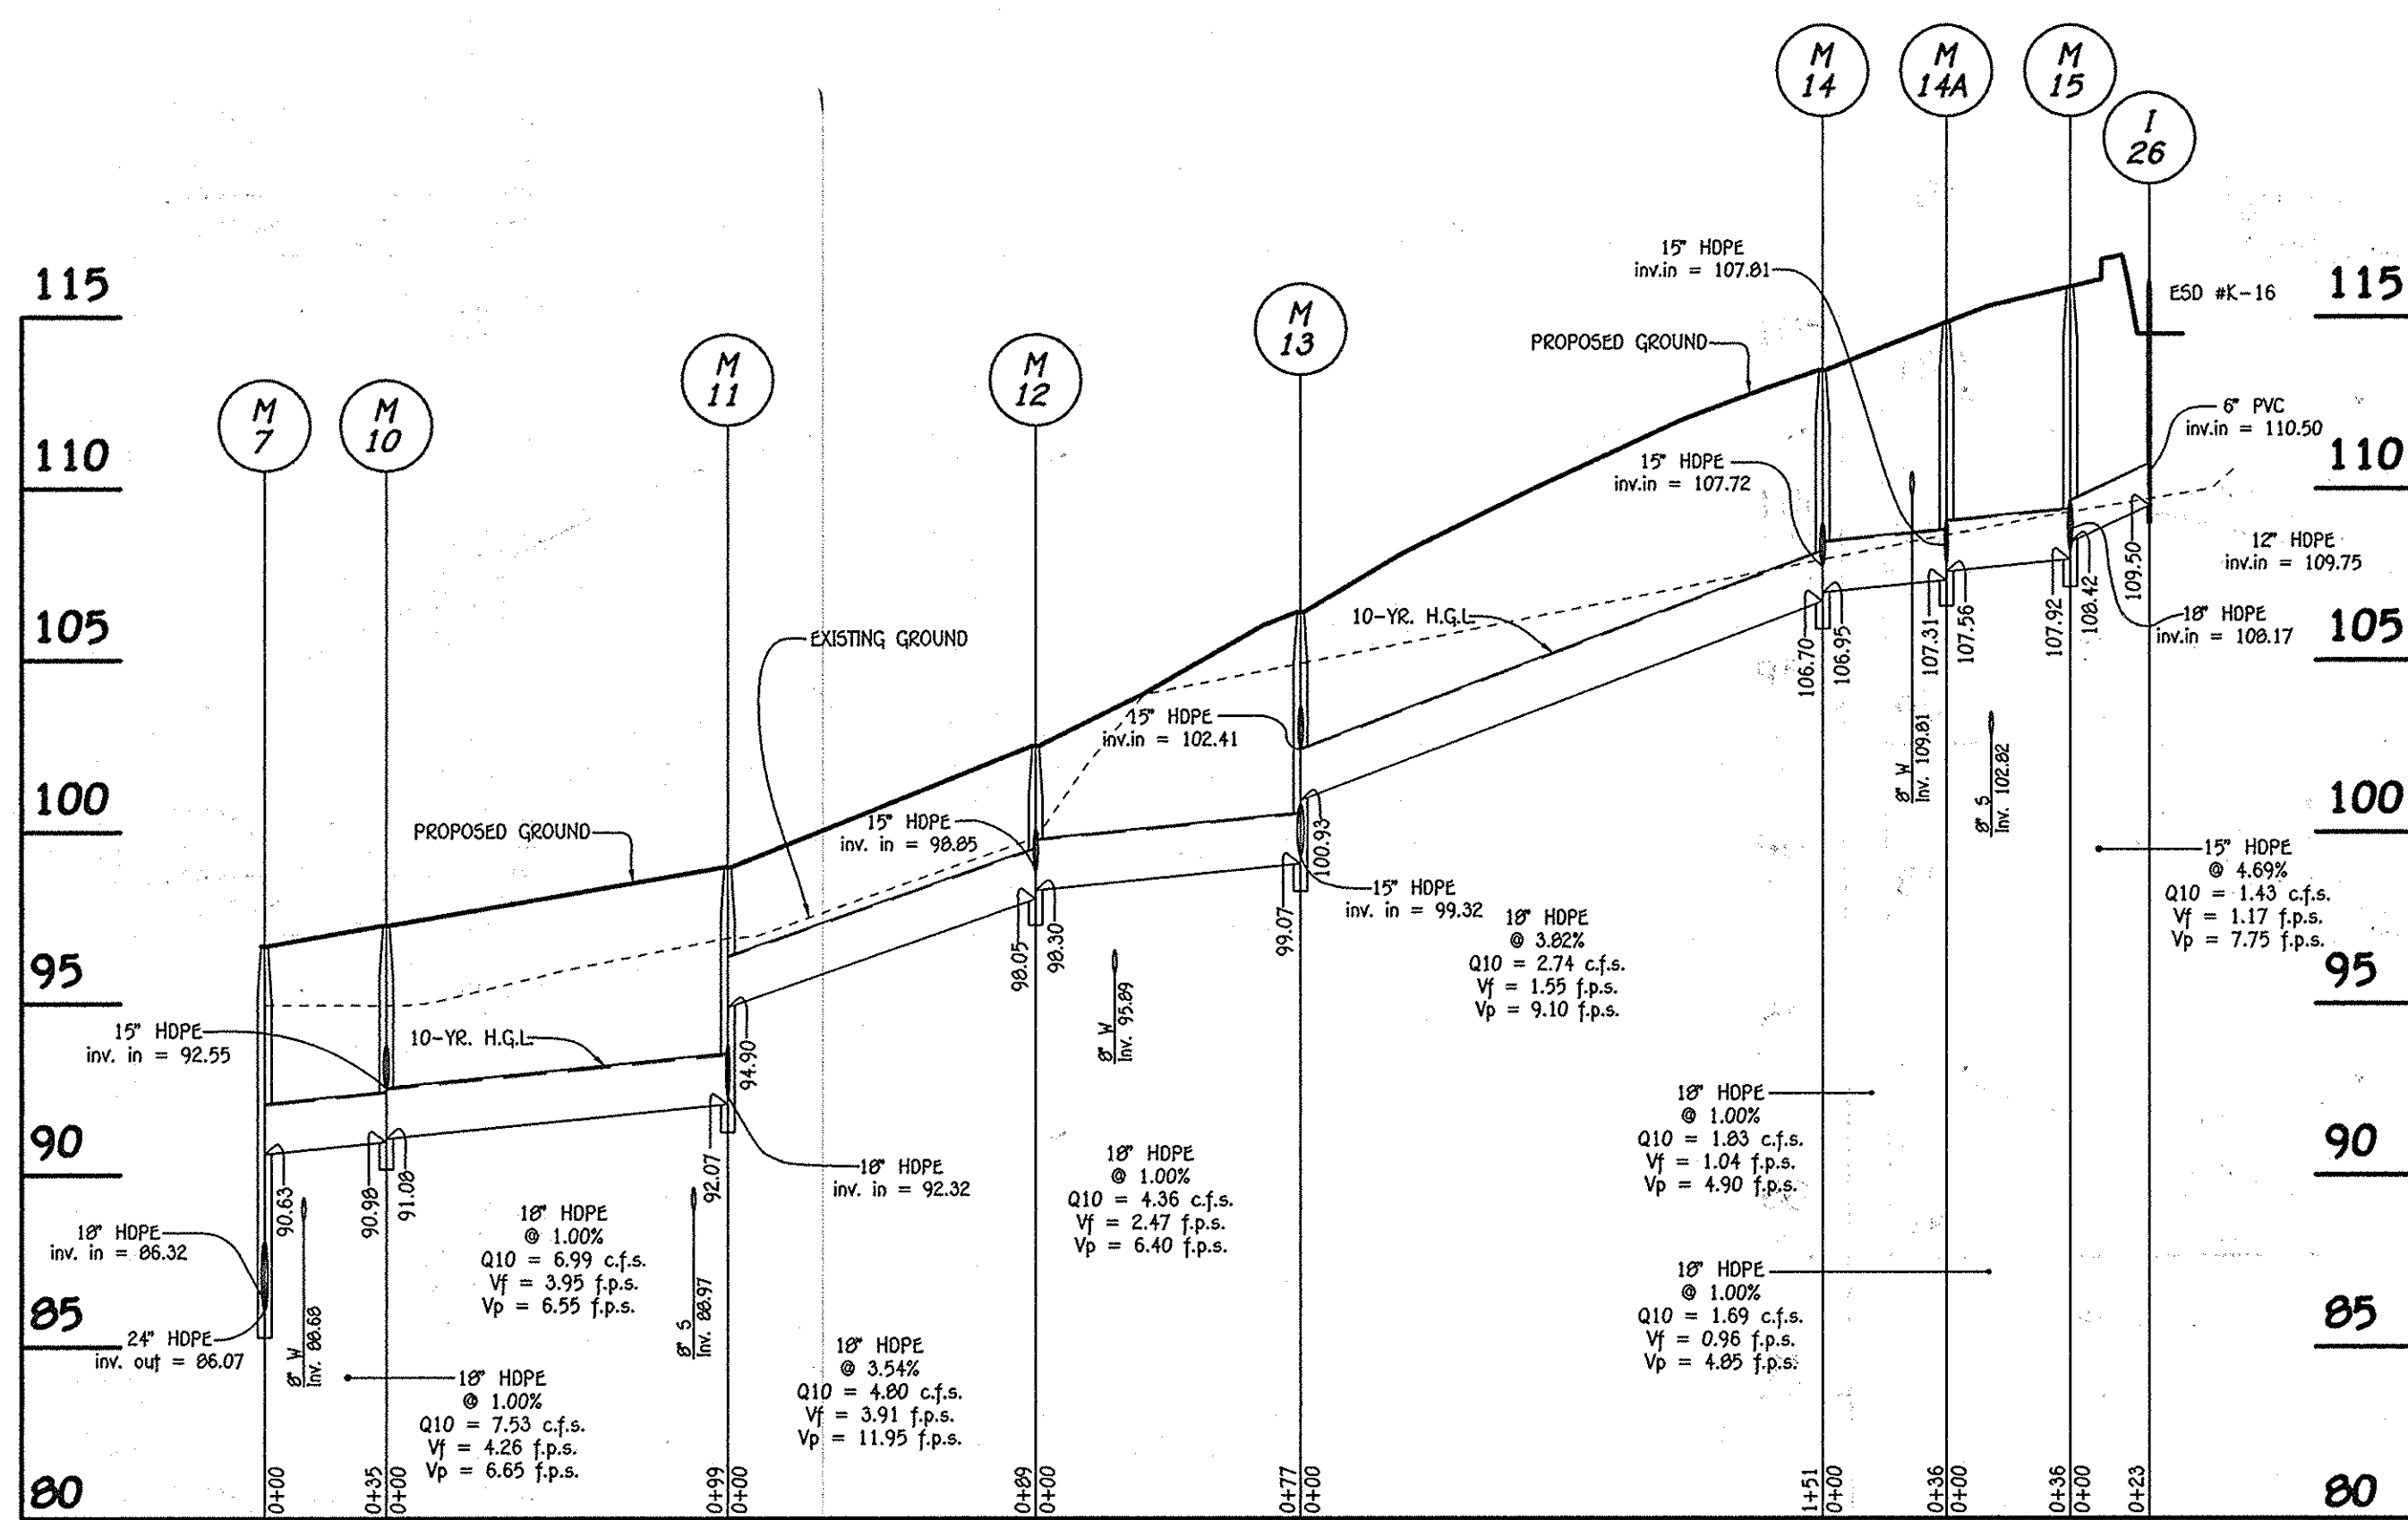 M
14
M
14A
M
15
I
26
15" HDPE
inv.in = 107.81
115
ESD #K-16
115
M
13
PROPOSED GROUND
M
11
M
12
M
7
M
10
6" PVC
inv.in = 110.50
110
15" HDPE
inv.in = 107.72
110
12" HDPE
inv.in = 109.75
109.50
105
EXISTING GROUND
10-YR. H.G.L.
106.70
106.95
107.31
107.56
107.92
108.42
18" HDPE
inv.in = 108.17
105
15" HDPE
inv.in = 102.41
8" W
Inv. 109.81
8" S
Inv. 102.82
100
PROPOSED GROUND
15" HDPE
inv. in = 98.85
100.93
100
15" HDPE
@ 4.69%
Q10 = 1.43 c.f.s.
Vf = 1.17 f.p.s.
Vp = 7.75 f.p.s.
15" HDPE
inv. in = 99.32
98.05
98.30
99.07
18" HDPE
@ 3.82%
Q10 = 2.74 c.f.s.
Vf = 1.55 f.p.s.
Vp = 9.10 f.p.s.
95
95
8" W
Inv. 95.89
15" HDPE
inv. in = 92.55
10-YR. H.G.L.
94.90
18" HDPE
@ 1.00%
Q10 = 1.83 c.f.s.
Vf = 1.04 f.p.s.
Vp = 4.90 f.p.s.
90
90
90.63
90.98
91.08
92.07
18" HDPE
inv. in = 92.32
18" HDPE
@ 1.00%
Q10 = 4.36 c.f.s.
Vf = 2.47 f.p.s.
Vp = 6.40 f.p.s.
18" HDPE
inv. in = 86.32
18" HDPE
@ 1.00%
Q10 = 6.99 c.f.s.
Vf = 3.95 f.p.s.
Vp = 6.55 f.p.s.
8" S
Inv. 88.97
18" HDPE
@ 1.00%
Q10 = 1.69 c.f.s.
Vf = 0.96 f.p.s.
Vp = 4.85 f.p.s.
85
85
24" HDPE
inv. out = 86.07
8" W
Inv. 88.68
18" HDPE
@ 1.00%
Q10 = 7.53 c.f.s.
Vf = 4.26 f.p.s.
Vp = 6.65 f.p.s.
18" HDPE
@ 3.54%
Q10 = 4.80 c.f.s.
Vf = 3.91 f.p.s.
Vp = 11.95 f.p.s.
80
0+00
0+35
0+00
0+99
0+00
0+89
0+00
0+77
0+00
1+51
0+00
0+36
0+00
0+36
0+00
0+23
80